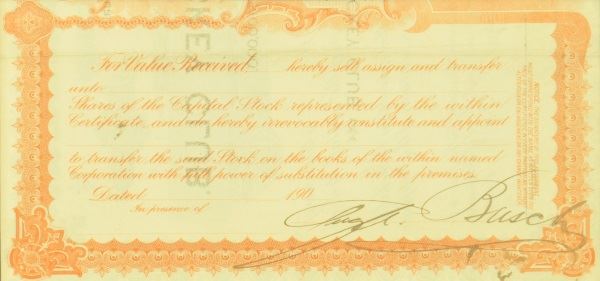 For Value Received, hereby sell, assign, and transfer
unto
Shares of the Capital Stock represented by the within
Certificate, and do hereby irrevocably constitute and appoint
to transfer the said Stock on the books of the within named
Corporation with full power of substitution in the premises.
Dated 190
In presence of
Busch